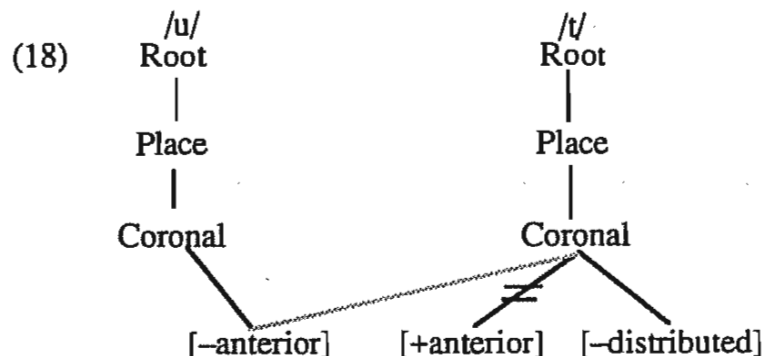 /u/ /t/
(18) Root Root
Place Place
Coronal Coronal
[–anterior] [+anterior] [–distributed]